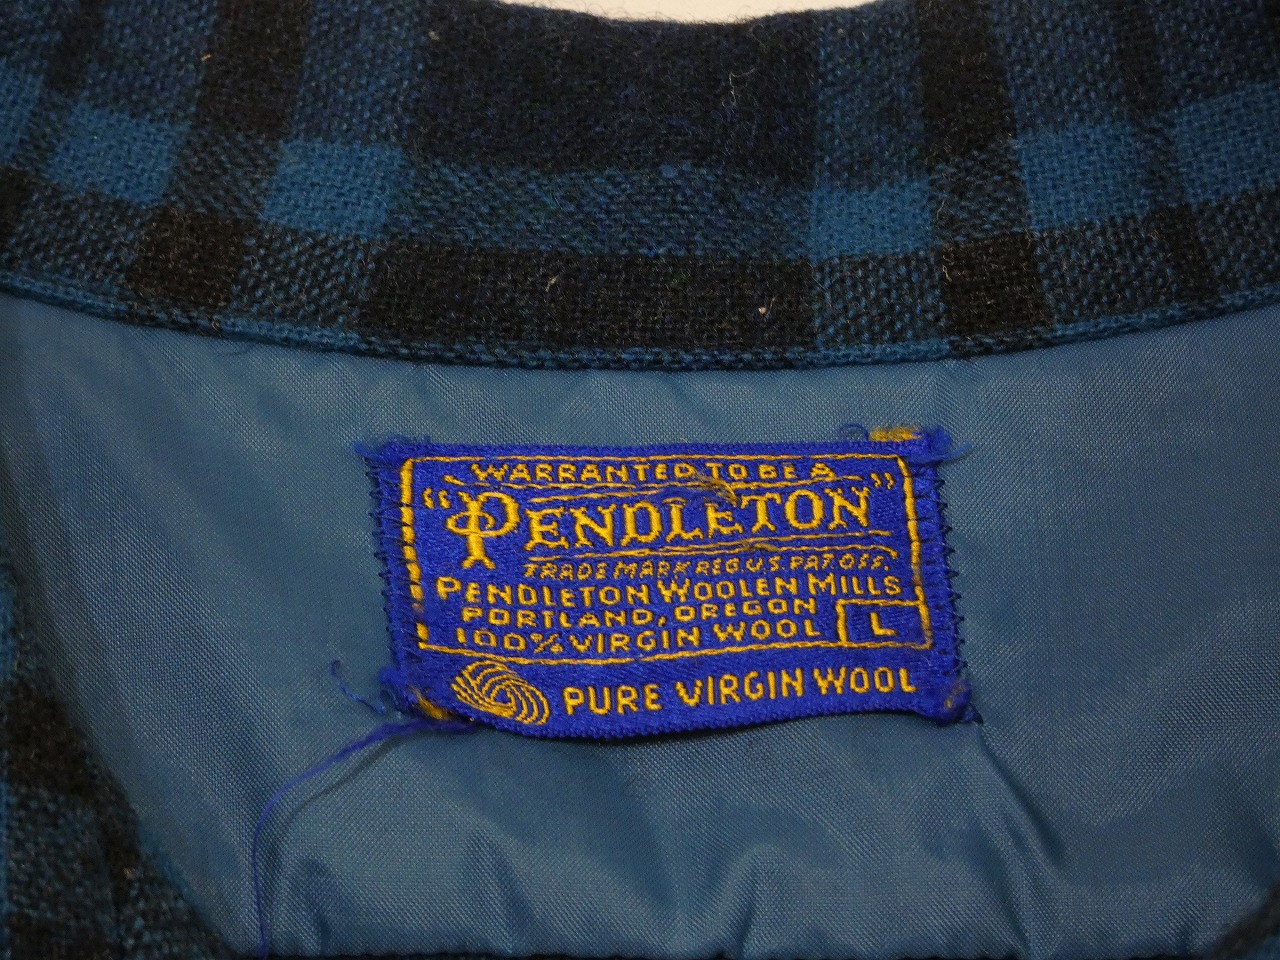 WARRANTED TO BE A
"PENDLETON"
TRADE MARK REG. U.S. PAT. OFF.
PENDLETON WOOLEN MILLS
PORTLAND, OREGON
100% VIRGIN WOOL L
PURE VIRGIN WOOL